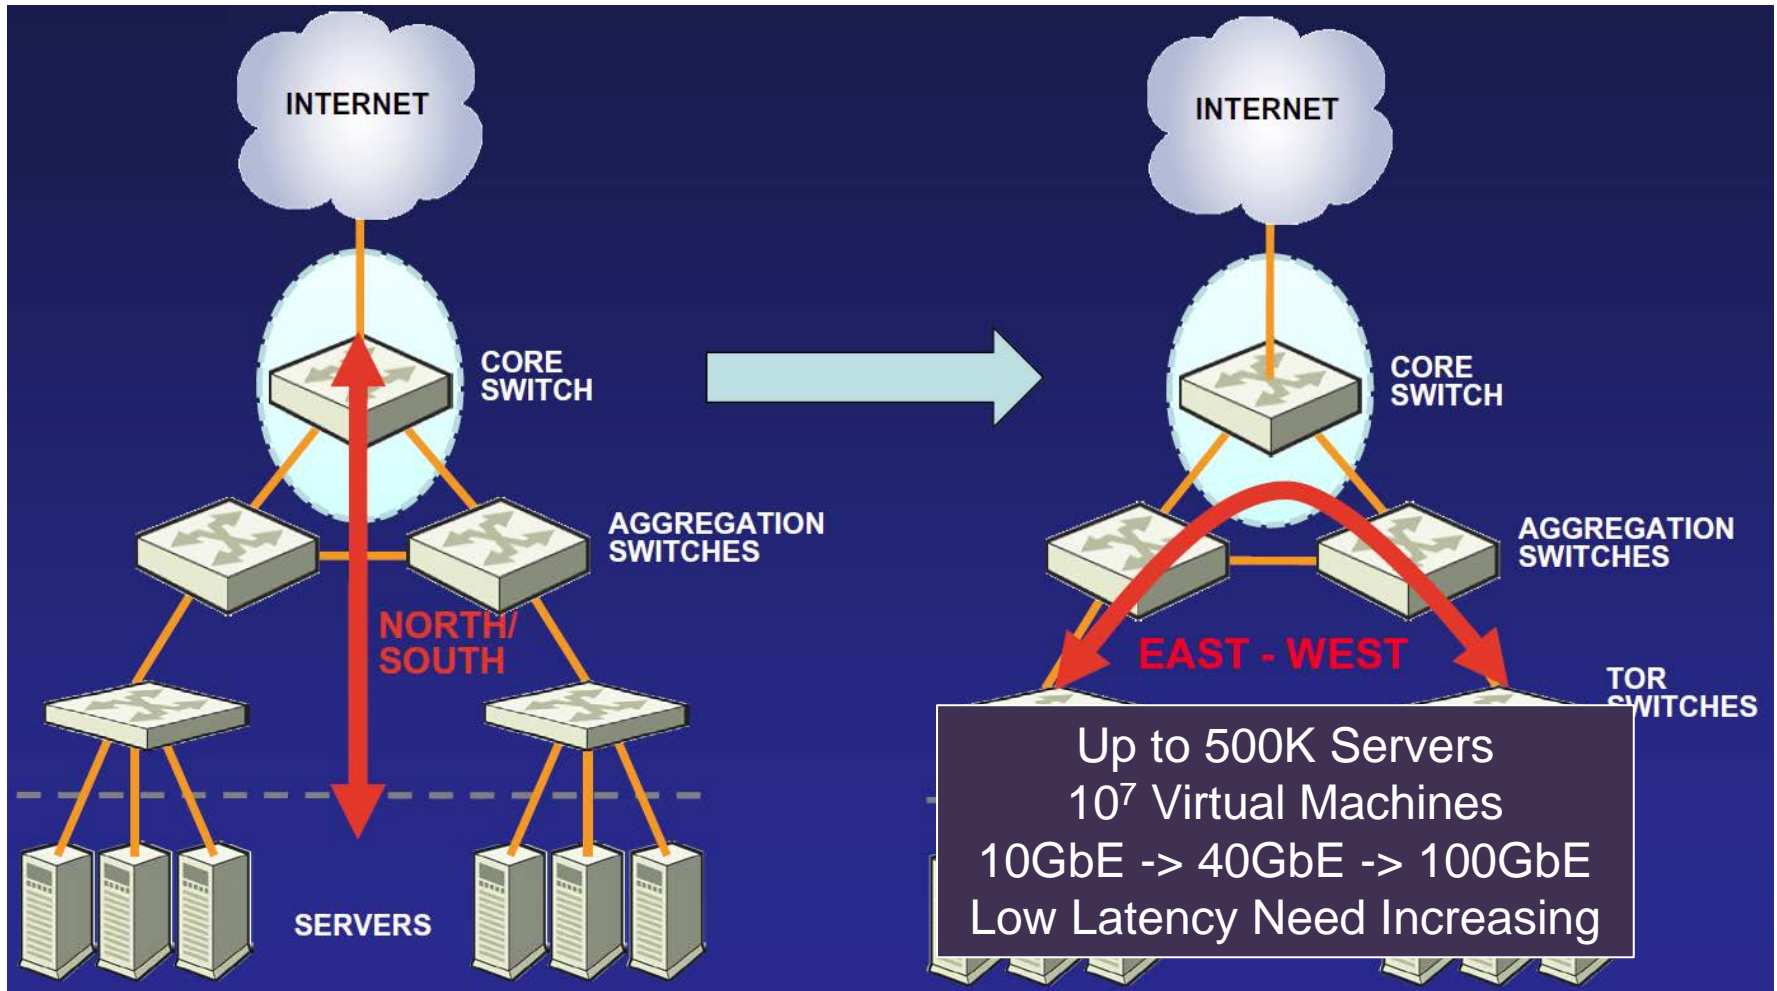 INTERNET
CORE
SWITCH
AGGREGATION
SWITCHES
NORTH/
SOUTH
SERVERS
INTERNET
CORE
SWITCH
AGGREGATION
SWITCHES
EAST - WEST
TOR
SWITCHES
Up to 500K Servers
10⁷ Virtual Machines
10GbE -> 40GbE -> 100GbE
Low Latency Need Increasing